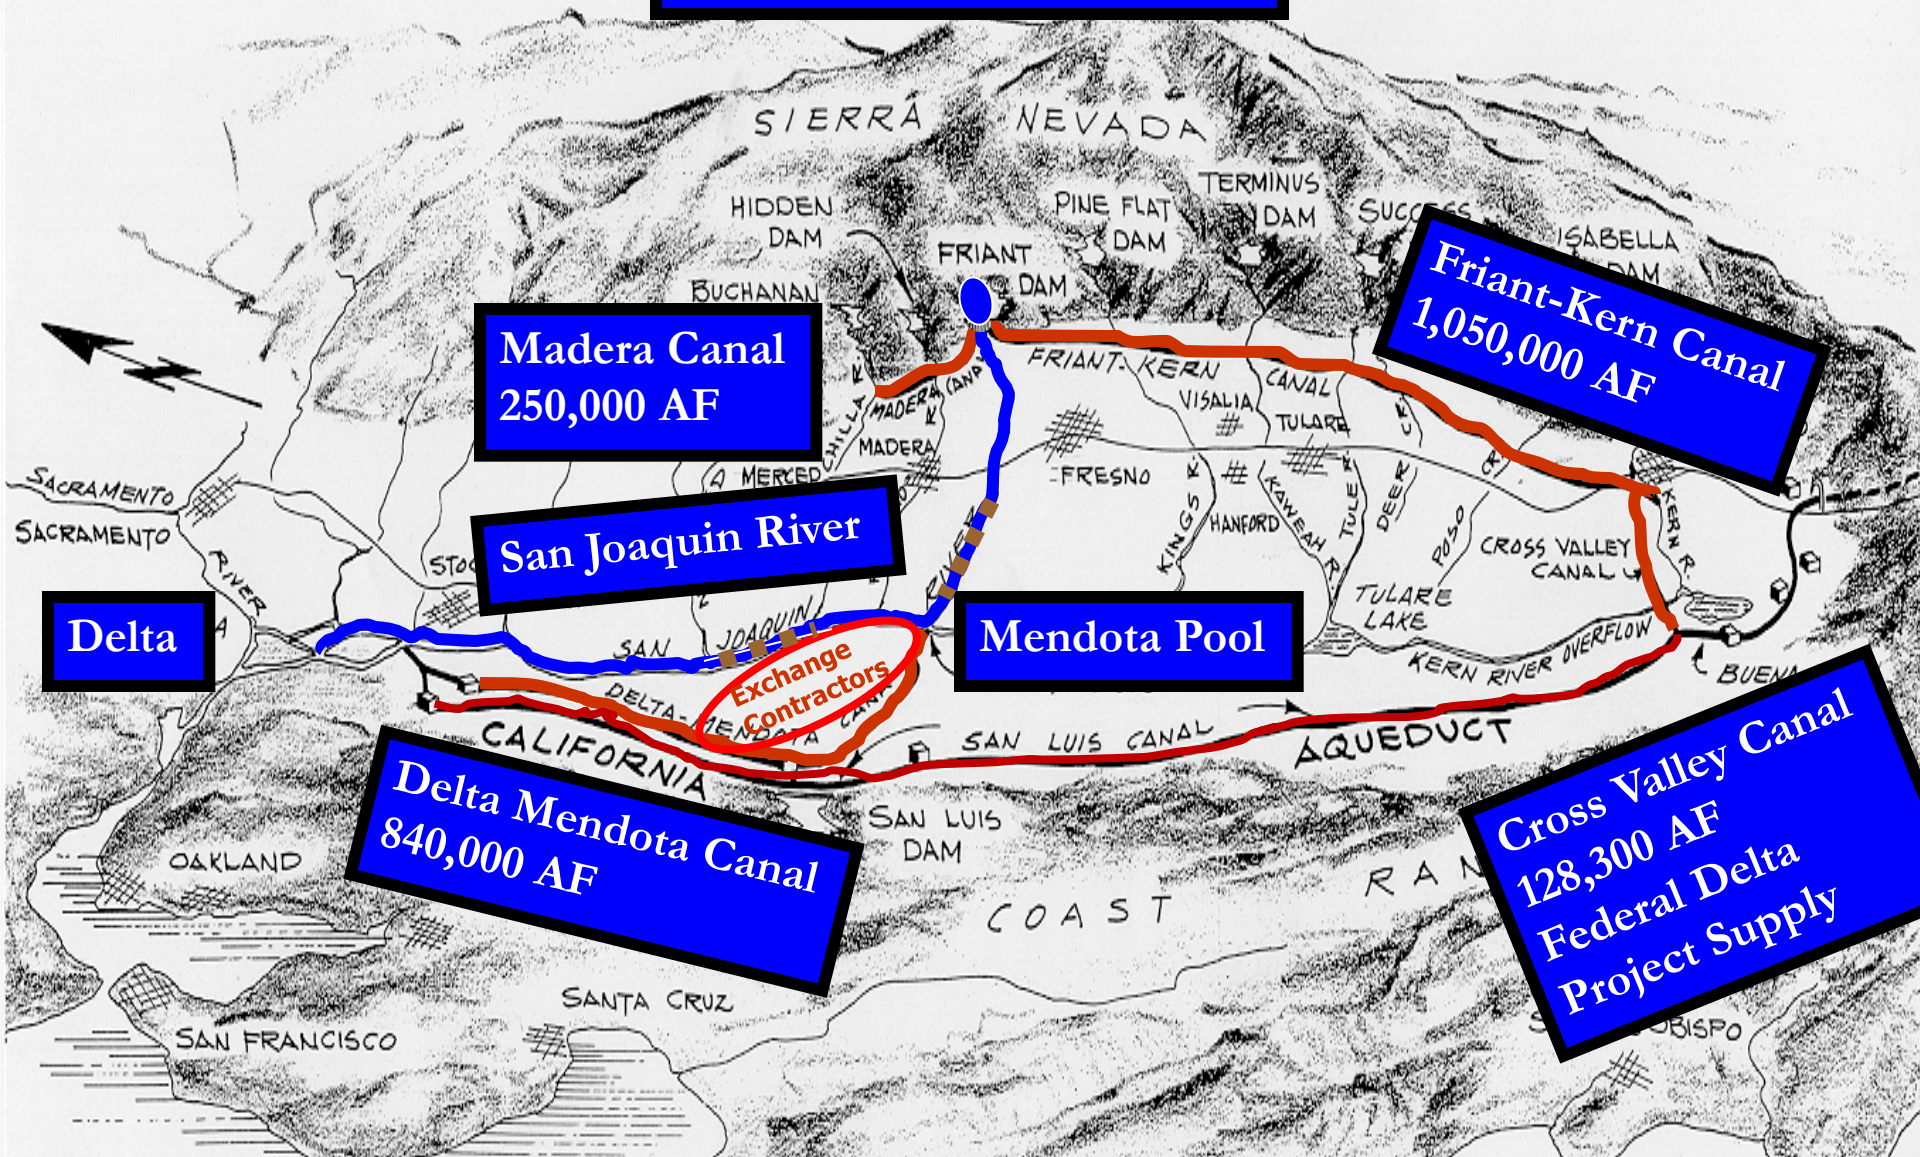 SIERRA NEVADA
TERMINUS
DAM
PINE FLAT
DAM
HIDDEN
DAM
SUCCESS
ISABELLA
DAM
FRIANT
DAM
BUCHANAN
Friant-Kern Canal
1,050,000 AF
Madera Canal
250,000 AF
FRIANT-KERN CANAL
MADERA CANAL
VISALIA
TULARE
MADERA
MERCED
FRESNO
SACRAMENTO
SACRAMENTO
RIVER
San Joaquin River
KINGS R.
HANFORD
KAWEAH R.
TULE R.
DEER CR.
POSO CR.
KERN R.
CROSS VALLEY
CANAL
TULARE
LAKE
Delta
SAN JOAQUIN RIVER
Mendota Pool
KERN RIVER OVERFLOW
Exchange
Contractors
DELTA-MENDOTA CANAL
CALIFORNIA AQUEDUCT
SAN LUIS CANAL
Delta Mendota Canal
840,000 AF
SAN LUIS
DAM
Cross Valley Canal
128,300 AF
Federal Delta
Project Supply
OAKLAND
COAST
SANTA CRUZ
SAN FRANCISCO